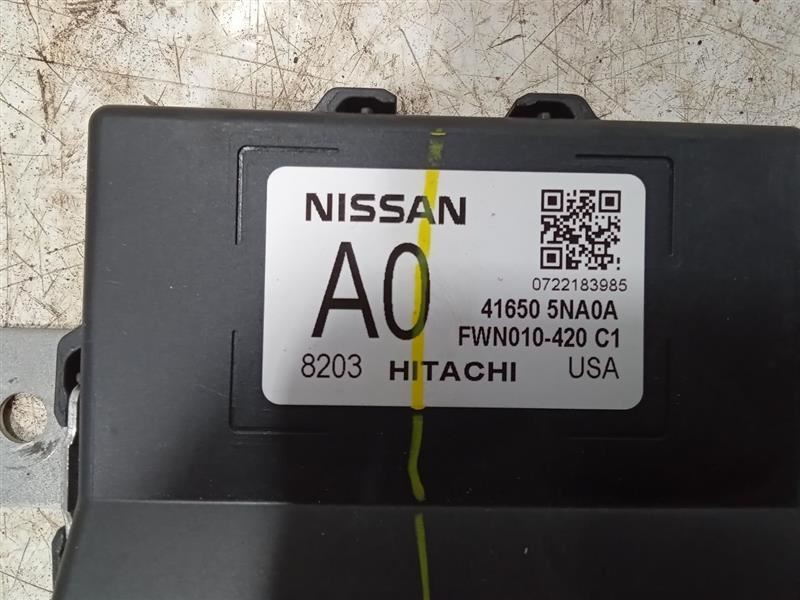 NISSAN
A0
0722183985
41650 5NA0A
FWN010-420 C1
8203 HITACHI USA